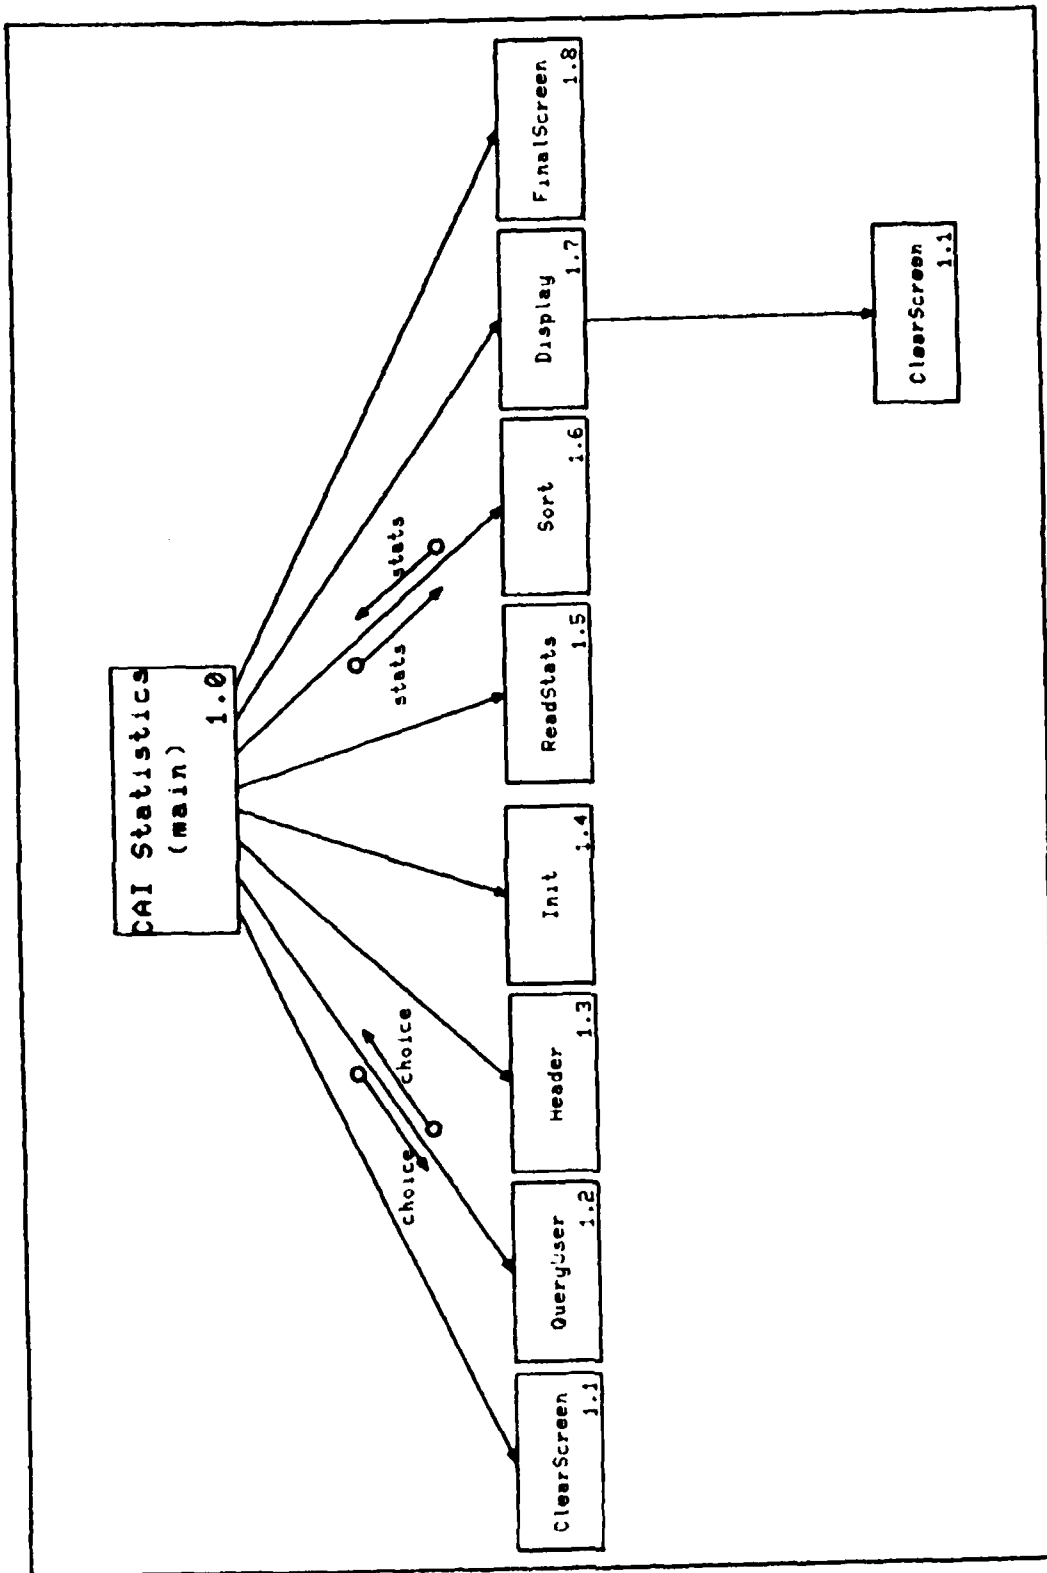 CAI Statistics
(main)
1.0
choice
choice
stats
stats
ClearScreen
1.1
QueryUser
1.2
Header
1.3
Init
1.4
ReadStats
1.5
Sort
1.6
Display
1.7
FinalScreen
1.8
ClearScreen
1.1